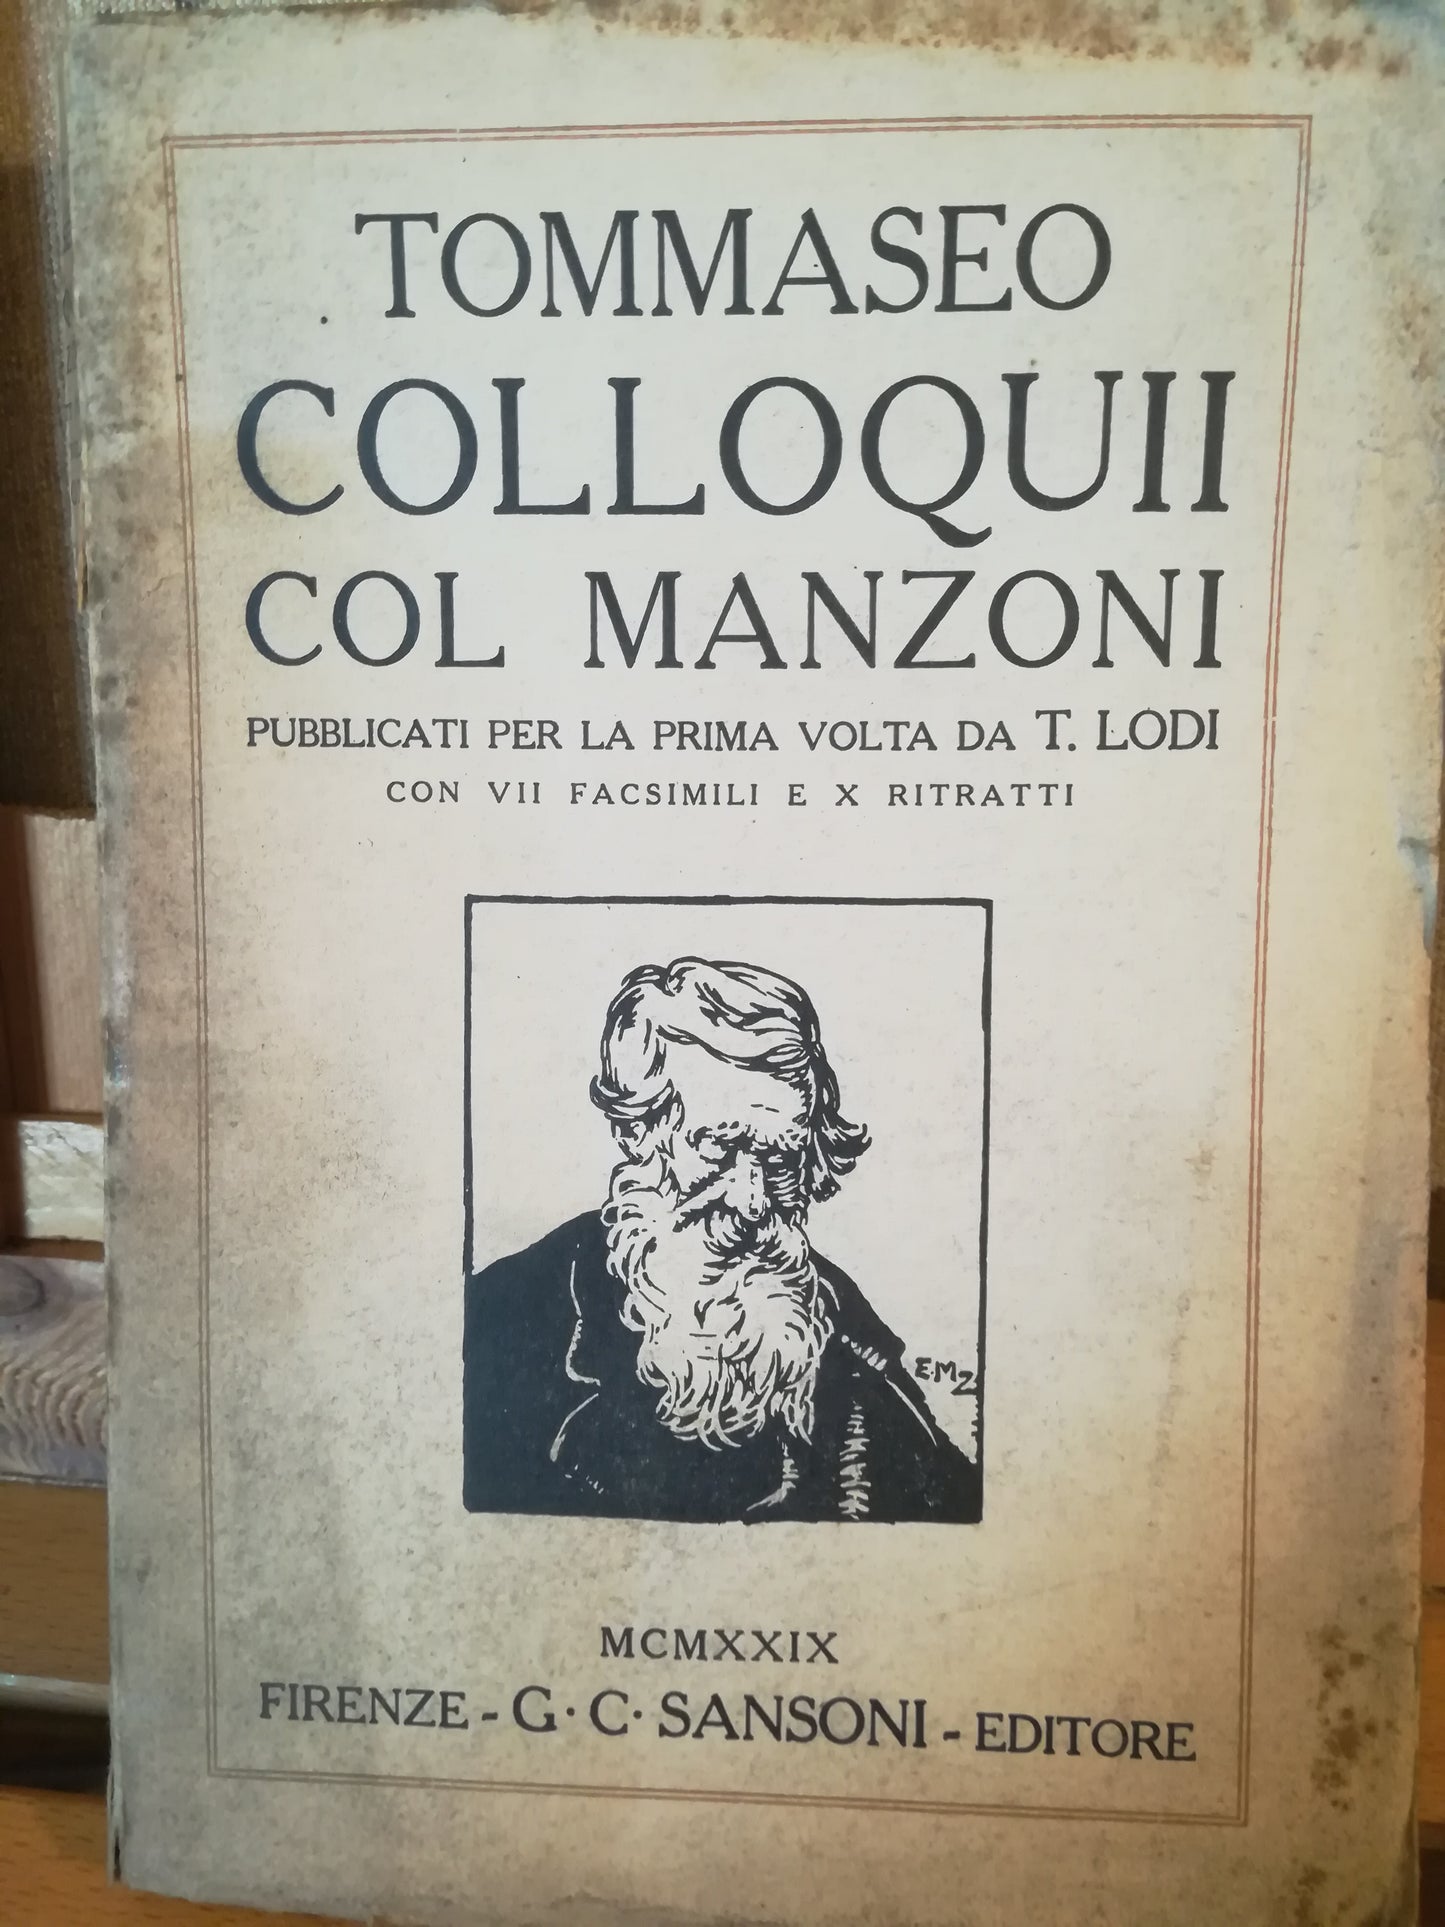 TOMMASEO
COLLOQUII
COL MANZONI
PUBBLICATI PER LA PRIMA VOLTA DA T. LODI
CON VII FACSIMILI E X RITRATTI
E.MZ
MCMXXIX
FIRENZE - G. C. SANSONI - EDITORE